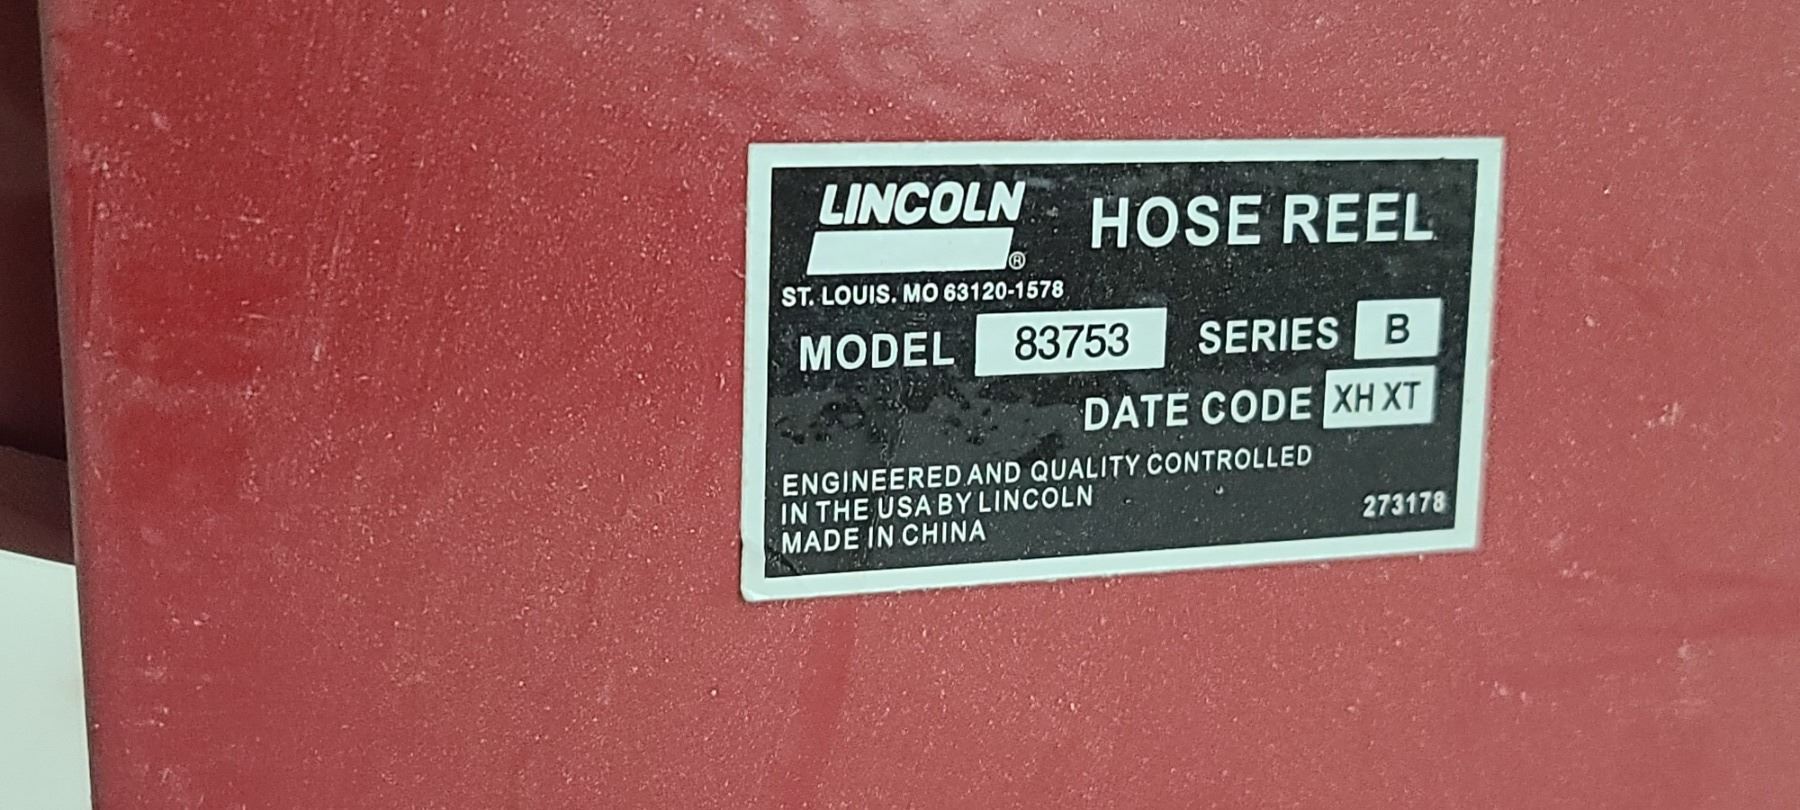 LINCOLN ®
HOSE REEL
ST. LOUIS. MO 63120-1578
MODEL 83753 SERIES B
DATE CODE XH XT
ENGINEERED AND QUALITY CONTROLLED
IN THE USA BY LINCOLN
MADE IN CHINA
273178